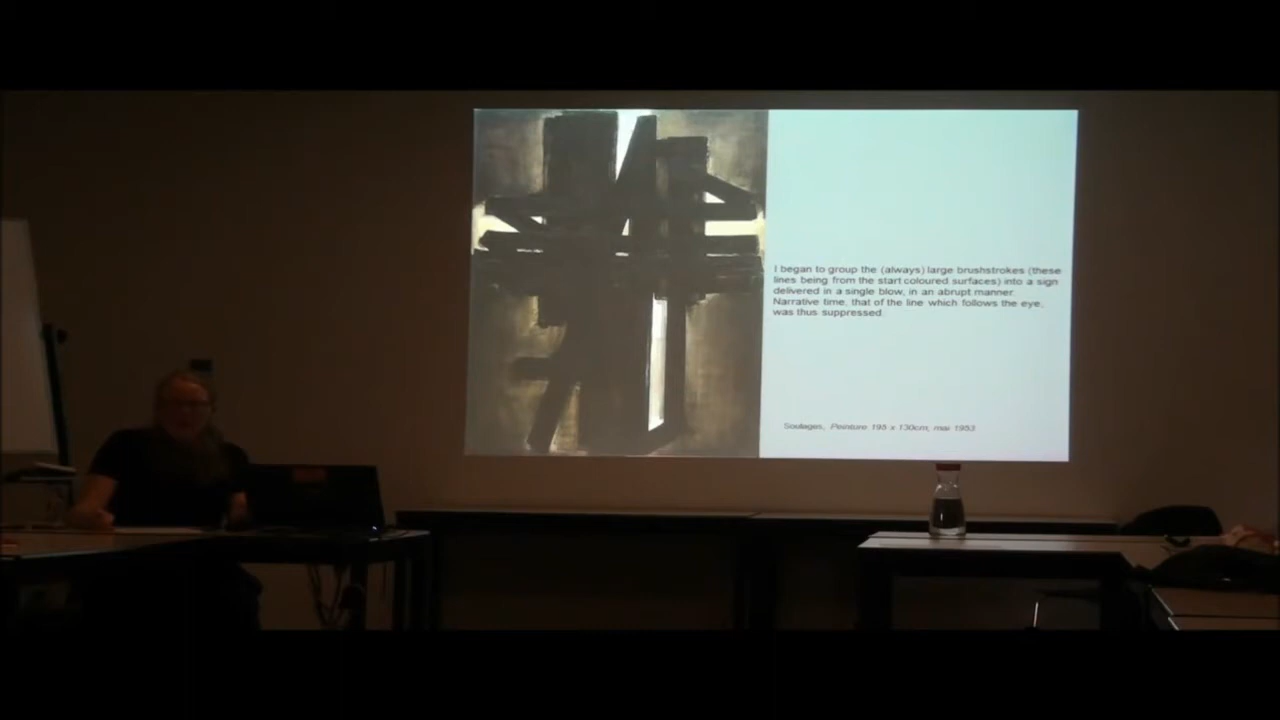 I began to group the (always) large brushstrokes (these
lines being from the start coloured surfaces) into a sign
delivered in a single blow, in an abrupt manner.
Narrative time, that of the line which follows the eye,
was thus suppressed.
Soulages, Peinture 195 x 130cm, mai 1953